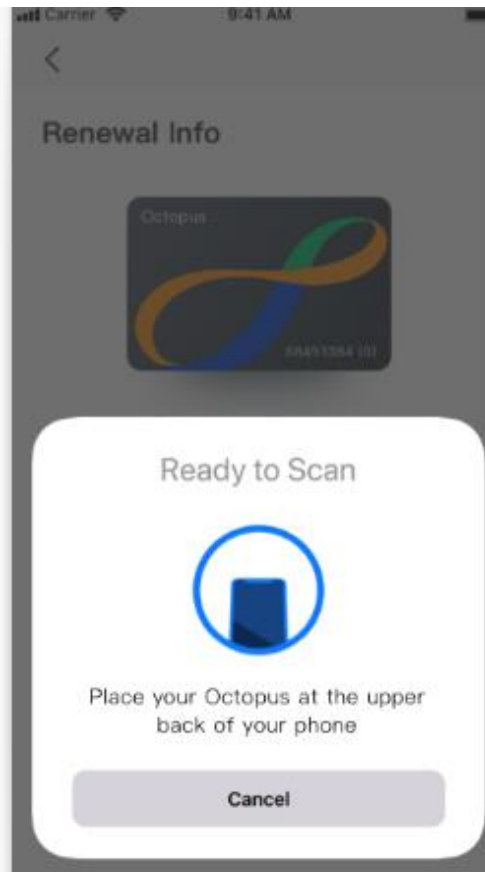 Carrier 9:41 AM
Renewal Info
Octopus
Ready to Scan
Place your Octopus at the upper
back of your phone
Cancel